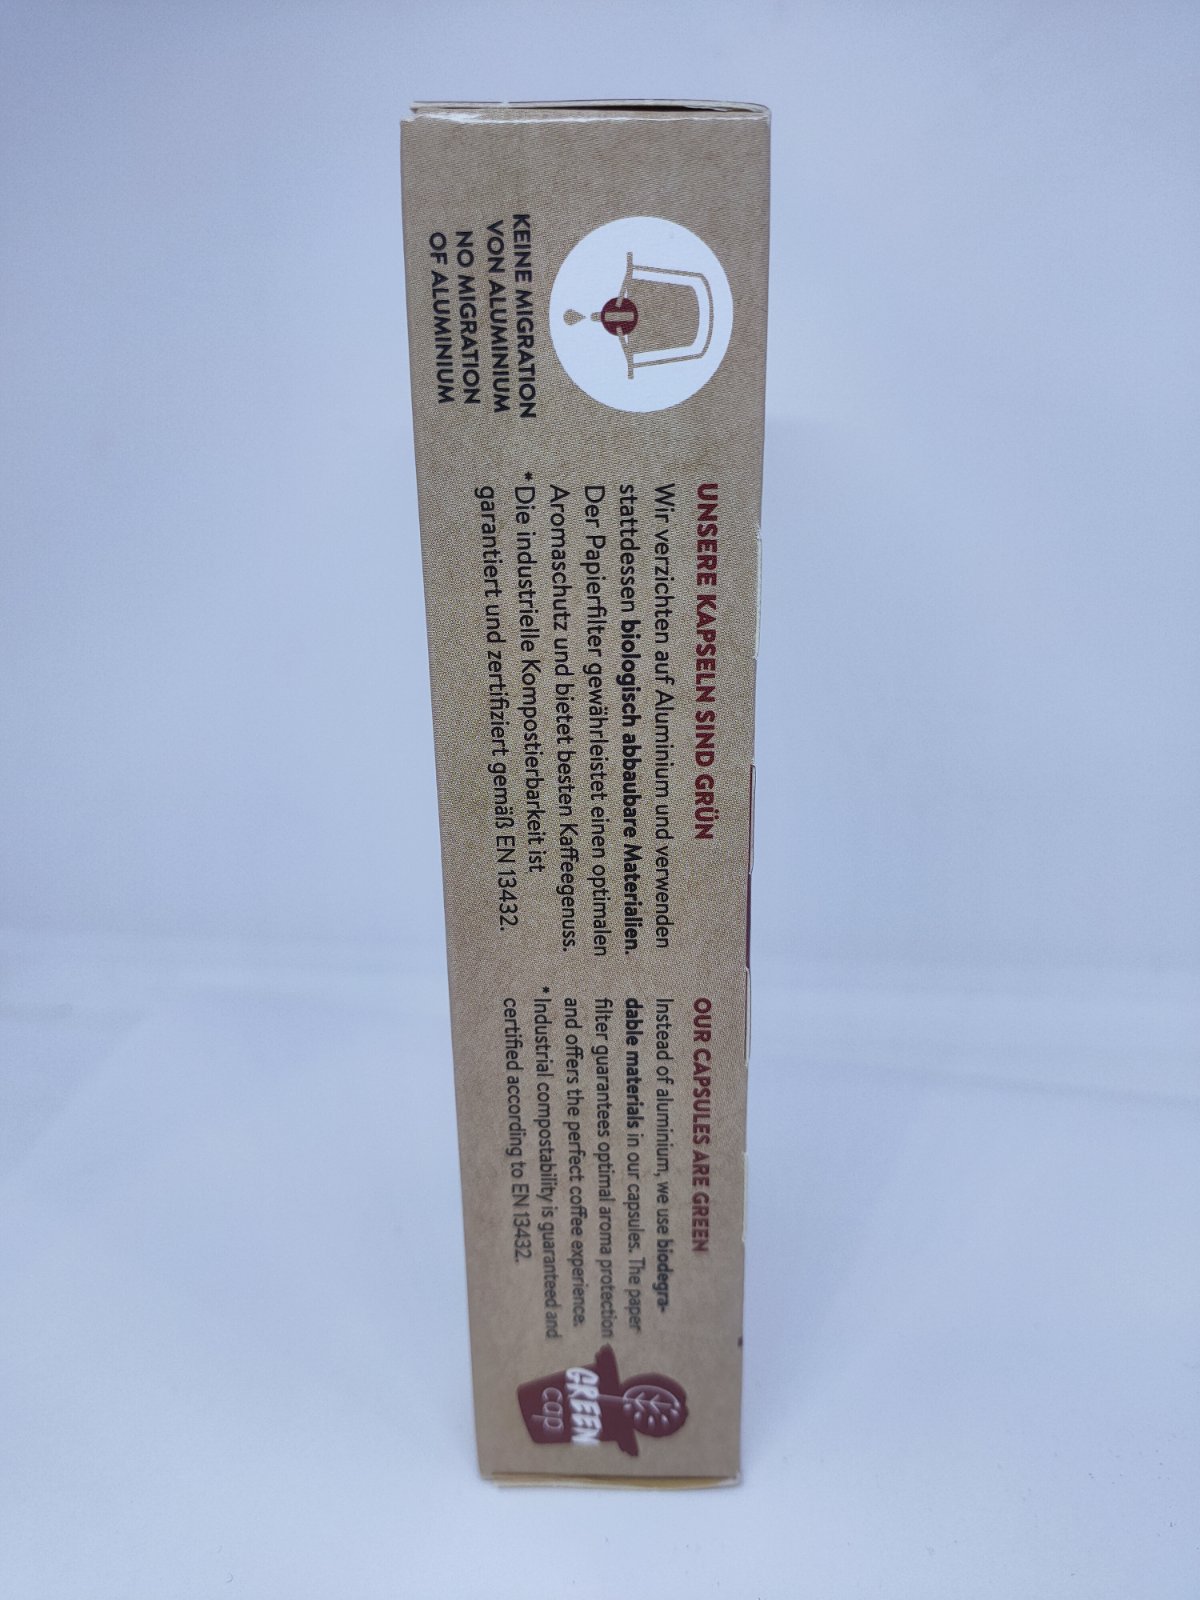 KEINE MIGRATION
VON ALUMINIUM
NO MIGRATION
OF ALUMINIUM
UNSERE KAPSELN SIND GRÜN
Wir verzichten auf Aluminium und verwenden
stattdessen biologisch abbaubare Materialien.
Der Papierfilter gewährleistet einen optimalen
Aromaschutz und bietet besten Kaffeegenuss.
*Die industrielle Kompostierbarkeit ist
garantiert und zertifiziert gemäß EN 13432.
OUR CAPSULES ARE GREEN
Instead of aluminium, we use biodegra-
dable materials in our capsules. The paper
filter guarantees optimal aroma protection
and offers the perfect coffee experience.
*Industrial compostability is guaranteed and
certified according to EN 13432.
GREEN
cap